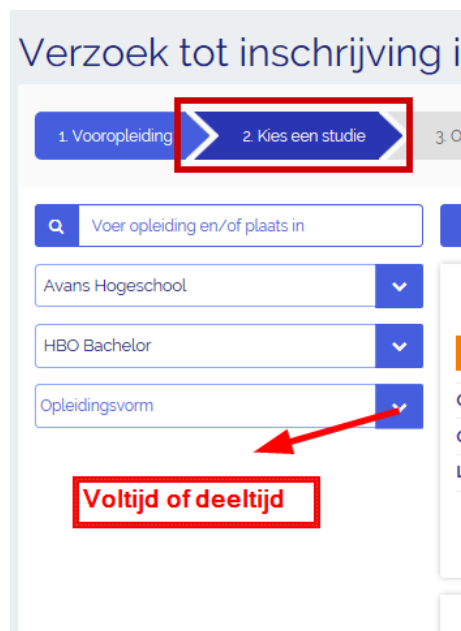 Verzoek tot inschrijving i
1. Vooropleiding
2. Kies een studie
3. O
Voer opleiding en/of plaats in
Avans Hogeschool
HBO Bachelor
Opleidingsvorm
Voltijd of deeltijd